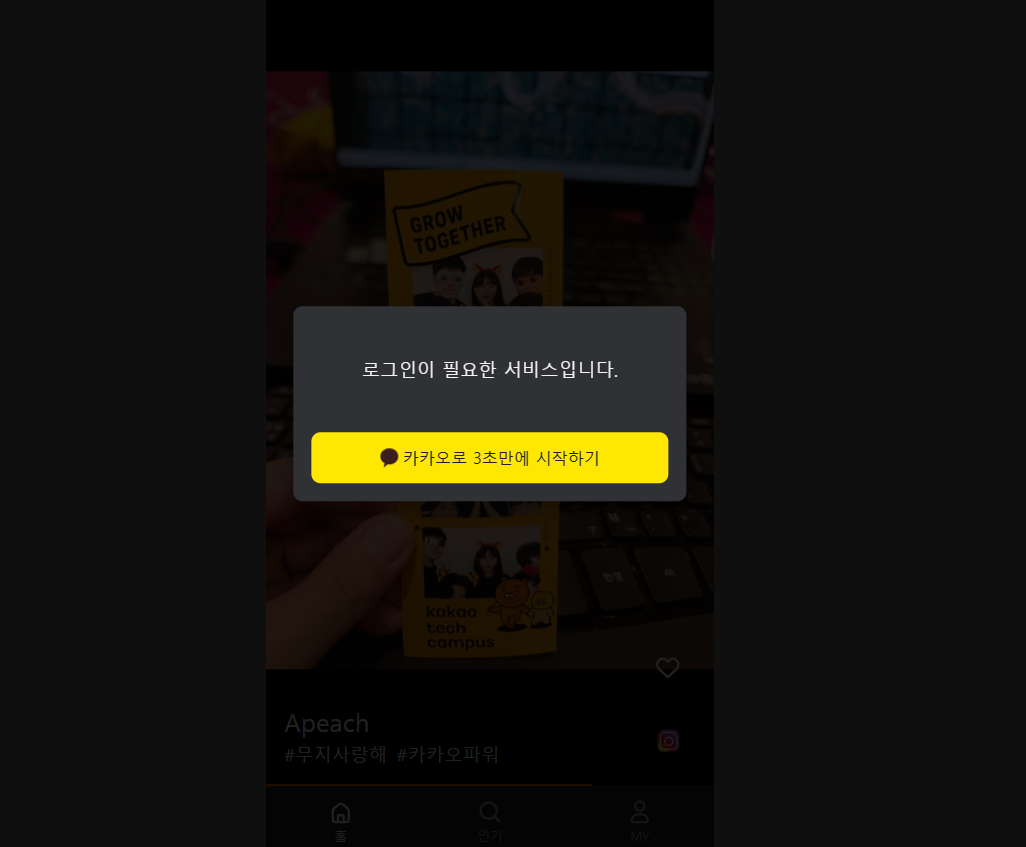 GROW
TOGETHER
로그인이 필요한 서비스입니다.
카카오로 3초만에 시작하기
한/영
kakao
tech
campus
Apeach
#무지사랑해 #카카오파워
홈
인기
MY